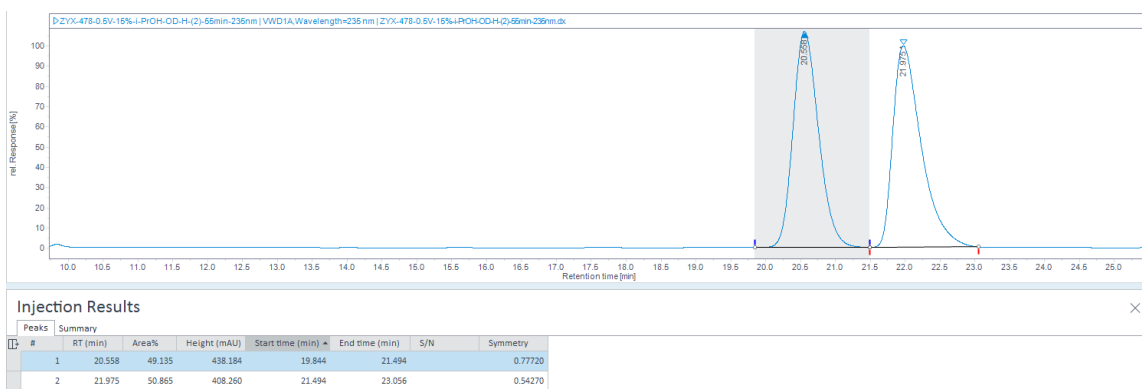 ZYX-478-0.5V-15%-i-PrOH-OD-H-(2)-55min-235nm | VWD1A,Wavelength=235 nm | ZYX-478-0.5V-15%-i-PrOH-OD-H-(2)-55min-235nm.dx
rel. Response [%]
100
90
80
70
60
50
40
30
20
10
0
20.558
21.975
10.0 10.5 11.0 11.5 12.0 12.5 13.0 13.5 14.0 14.5 15.0 15.5 16.0 16.5 17.0 17.5 18.0 18.5 19.0 19.5 20.0 20.5 21.0 21.5 22.0 22.5 23.0 23.5 24.0 24.5 25.0
Retention time [min]
Injection Results
Peaks Summary
# RT (min) Area% Height (mAU) Start time (min) End time (min) S/N Symmetry
1 20.558 49.135 438.184 19.844 21.494 0.77720
2 21.975 50.865 408.260 21.494 23.056 0.54270